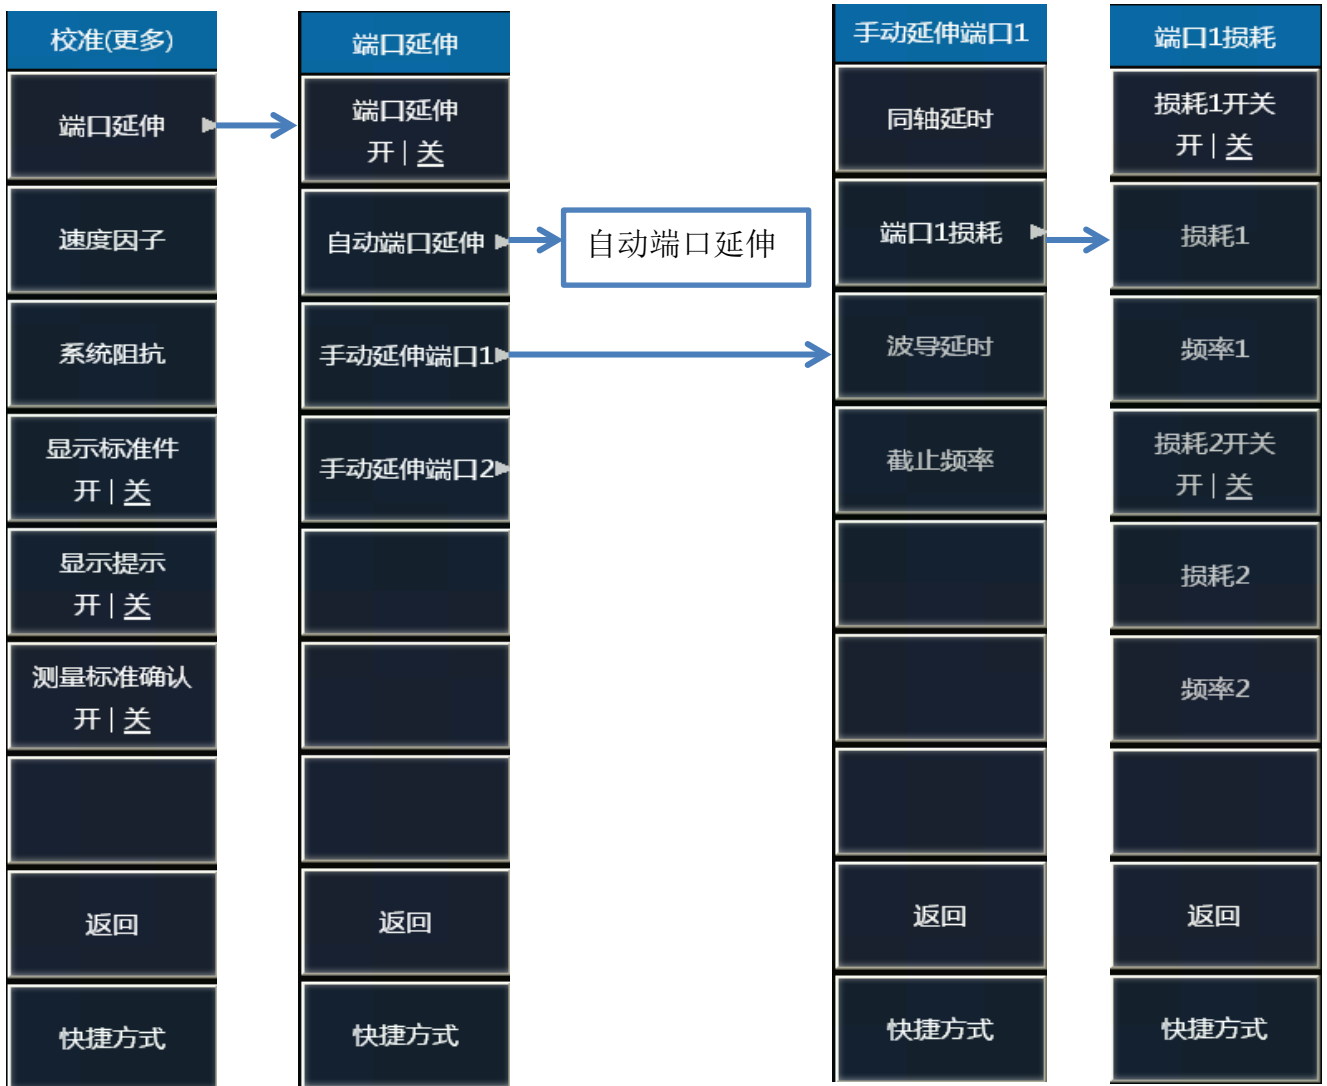 校准(更多)
端口延伸
速度因子
系统阻抗
显示标准件
开 | 关
显示提示
开 | 关
测量标准确认
开 | 关
返回
快捷方式
端口延伸
端口延伸
开 | 关
自动端口延伸
手动延伸端口1
手动延伸端口2
返回
快捷方式
自动端口延伸
手动延伸端口1
同轴延时
端口1损耗
波导延时
截止频率
返回
快捷方式
端口1损耗
损耗1开关
开 | 关
损耗1
频率1
损耗2开关
开 | 关
损耗2
频率2
返回
快捷方式